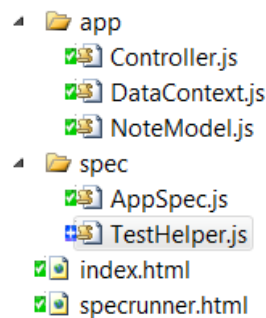 app
Controller.js
DataContext.js
NoteModel.js
spec
AppSpec.js
TestHelper.js
index.html
specrunner.html